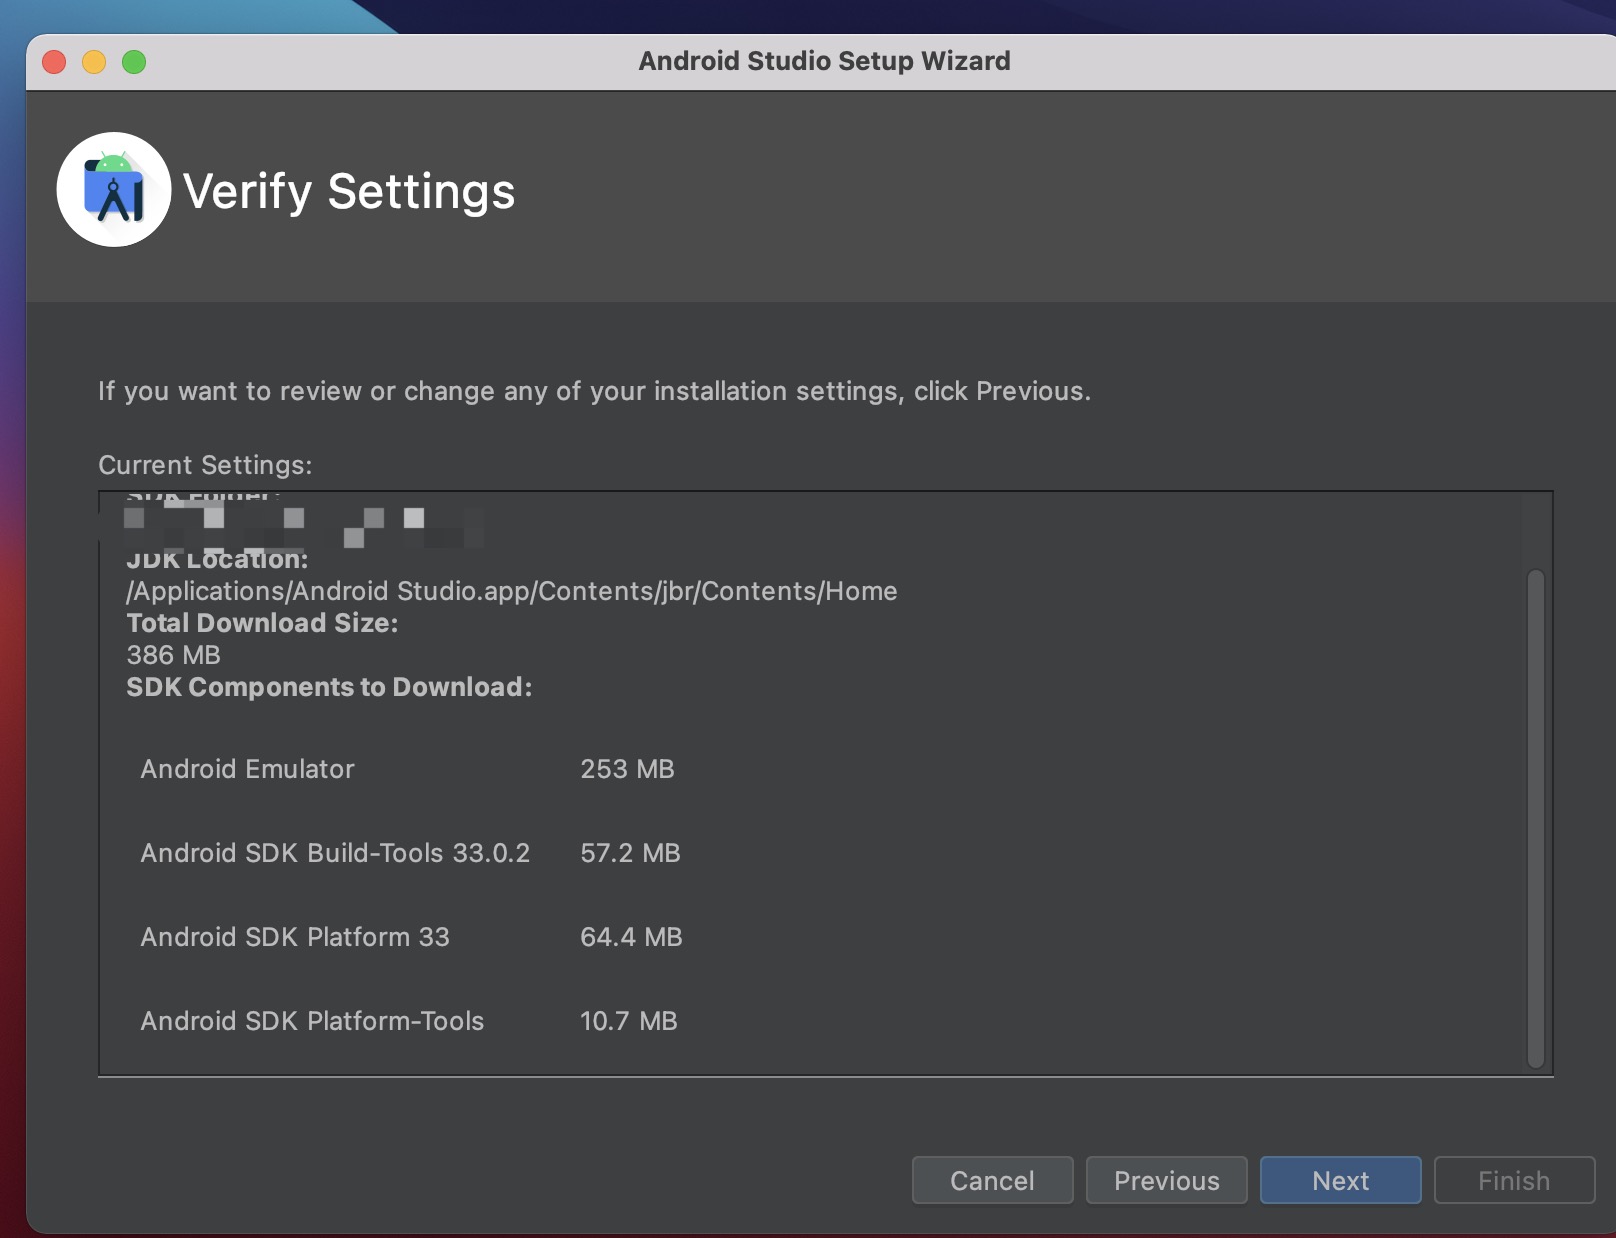 Android Studio Setup Wizard
Verify Settings
If you want to review or change any of your installation settings, click Previous.
Current Settings:
SDK Folder:
JDK Location:
/Applications/Android Studio.app/Contents/jbr/Contents/Home
Total Download Size:
386 MB
SDK Components to Download:
Android Emulator 253 MB
Android SDK Build-Tools 33.0.2 57.2 MB
Android SDK Platform 33 64.4 MB
Android SDK Platform-Tools 10.7 MB
Cancel Previous Next Finish